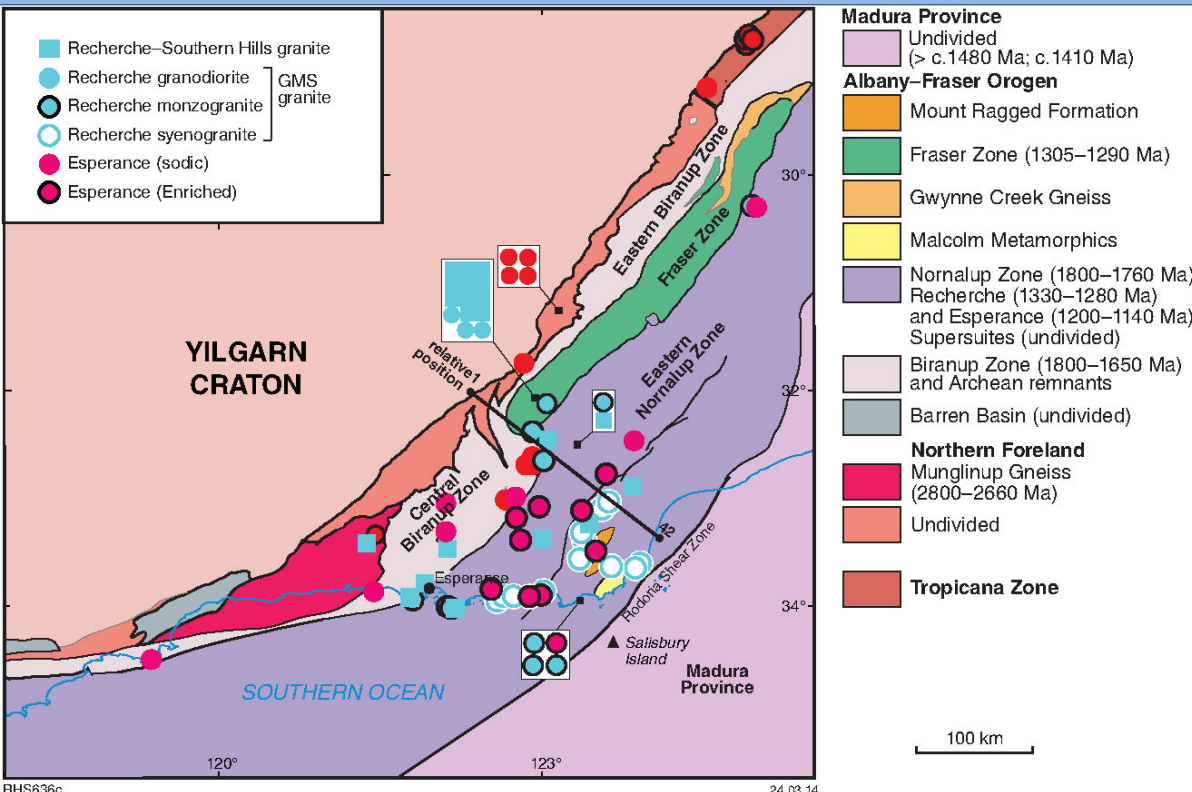 Recherche–Southern Hills granite
Recherche granodiorite
Recherche monzogranite
Recherche syenogranite
GMS
granite
Esperance (sodic)
Esperance (Enriched)
Eastern Biranup Zone
Fraser Zone
30°
YILGARN
CRATON
relative1
position
Eastern
Nornalup Zone
32°
Central
Biranup Zone
Esperance
Rodona Shear Zone
34°
Salisbury
Island
Madura
Province
SOUTHERN OCEAN
120°
123°
RHS636c
24.03.14
Madura Province
Undivided
(> c.1480 Ma; c.1410 Ma)
Albany–Fraser Orogen
Mount Ragged Formation
Fraser Zone (1305–1290 Ma)
Gwynne Creek Gneiss
Malcolm Metamorphics
Nornalup Zone (1800–1760 Ma)
Recherche (1330–1280 Ma)
and Esperance (1200–1140 Ma)
Supersuites (undivided)
Biranup Zone (1800–1650 Ma)
and Archean remnants
Barren Basin (undivided)
Northern Foreland
Munglinup Gneiss
(2800–2660 Ma)
Undivided
Tropicana Zone
100 km